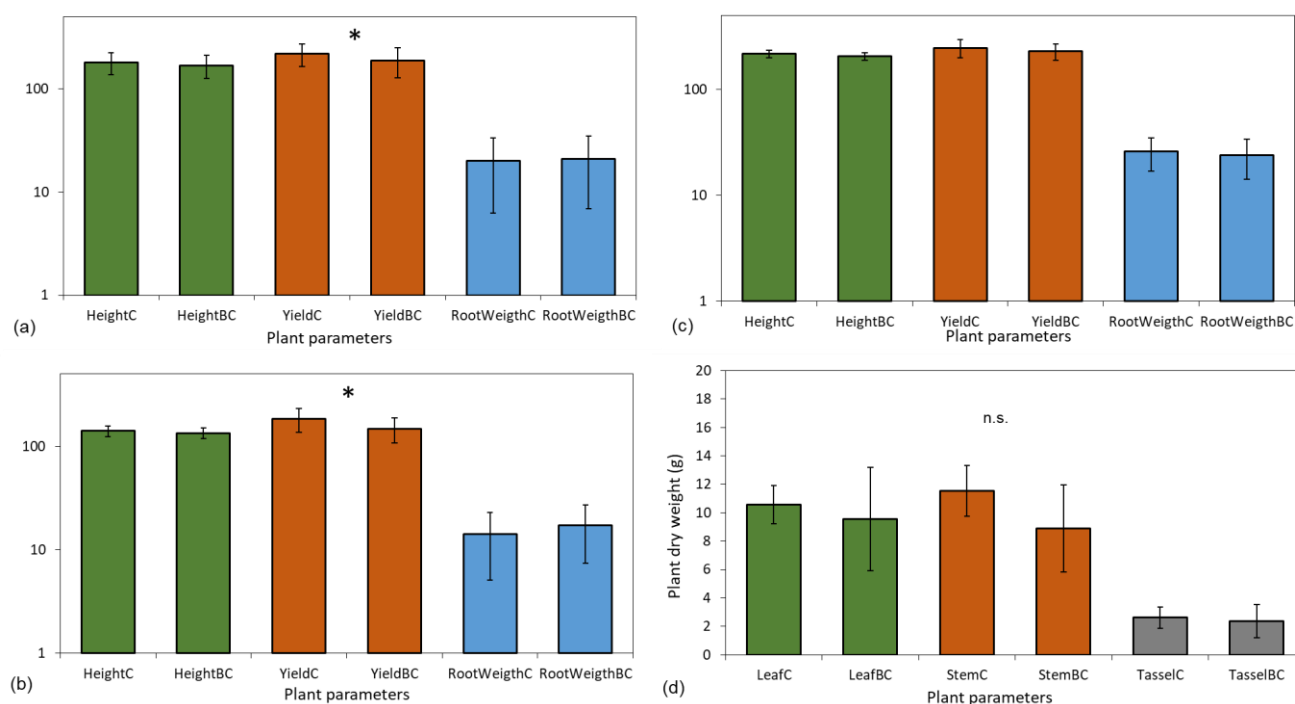 *
100
10
1
HeightC HeightBC YieldC YieldBC RootWeigthC RootWeigthBC
(a) Plant parameters
*
100
10
1
HeightC HeightBC YieldC YieldBC RootWeigthC RootWeigthBC
(b) Plant parameters
100
10
1
HeightC HeightBC YieldC YieldBC RootWeigthC RootWeigthBC
(c) Plant parameters
20
18
16
14
12
10
8
6
4
2
0
Plant dry weight (g)
n.s.
LeafC LeafBC StemC StemBC TasselC TasselBC
(d) Plant parameters